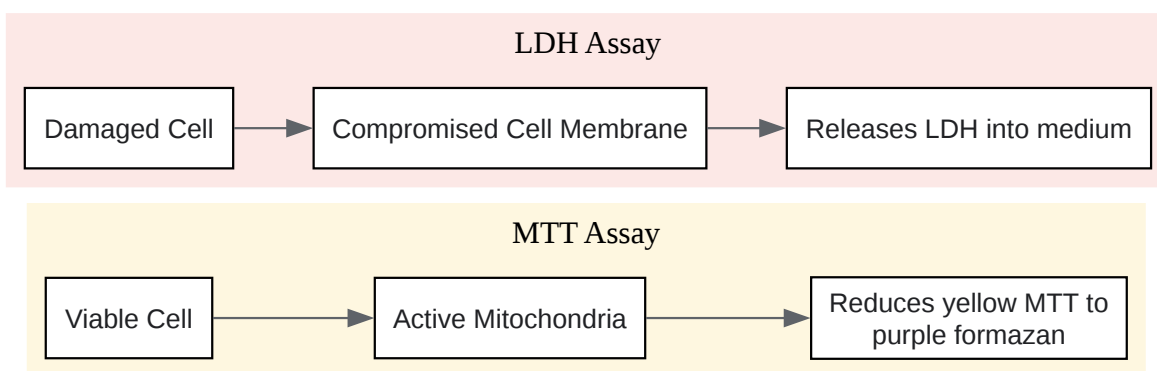 LDH Assay
Damaged Cell
Compromised Cell Membrane
Releases LDH into medium
MTT Assay
Viable Cell
Active Mitochondria
Reduces yellow MTT to
purple formazan